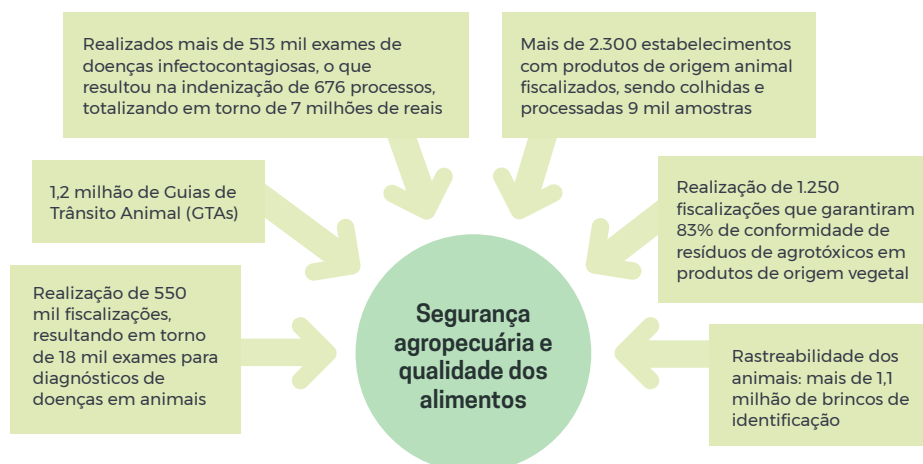 Realizados mais de 513 mil exames de
doenças infectocontagiosas, o que
resultou na indenização de 676 processos,
totalizando em torno de 7 milhões de reais
Mais de 2.300 estabelecimentos
com produtos de origem animal
fiscalizados, sendo colhidas e
processadas 9 mil amostras
1,2 milhão de Guias de
Trânsito Animal (GTAs)
Realização de 1.250
fiscalizações que garantiram
83% de conformidade de
resíduos de agrotóxicos em
produtos de origem vegetal
Realização de 550
mil fiscalizações,
resultando em torno
de 18 mil exames para
diagnósticos de
doenças em animais
Segurança
agropecuária e
qualidade dos
alimentos
Rastreabilidade dos
animais: mais de 1,1
milhão de brincos de
identificação